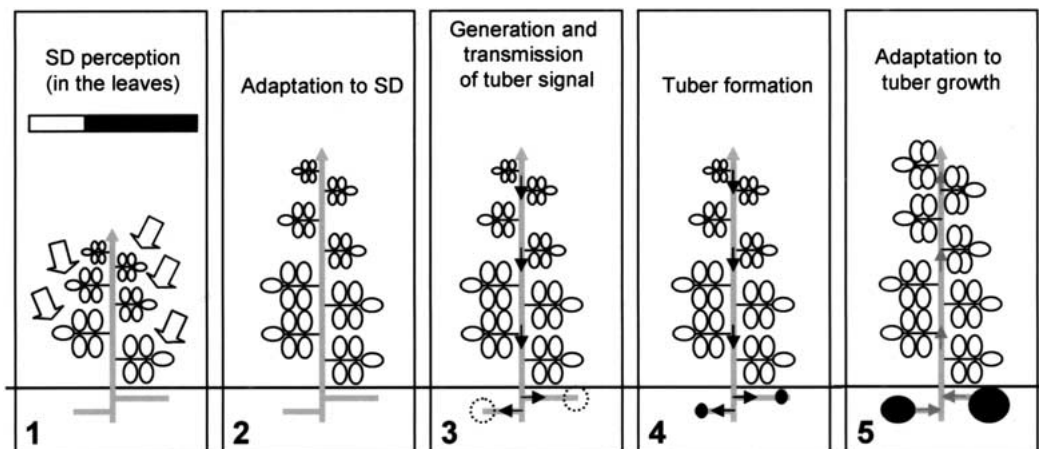 SD perception
(in the leaves)
1
Adaptation to SD
2
Generation and
transmission
of tuber signal
3
Tuber formation
4
Adaptation to
tuber growth
5